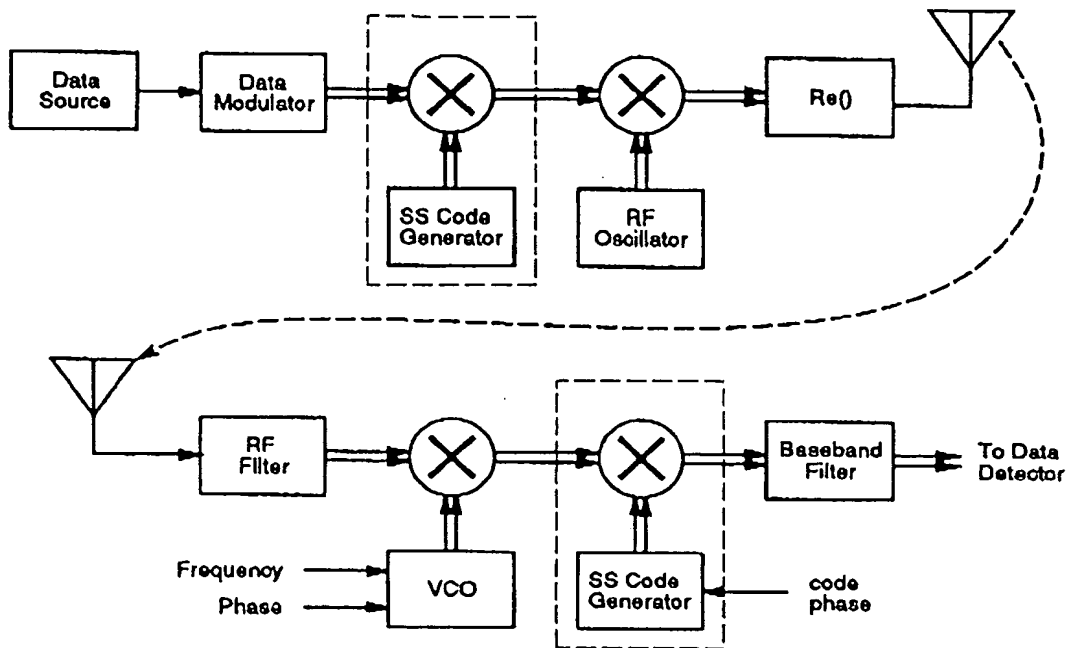 Data
Source
Data
Modulator
Re()
SS Code
Generator
RF
Oscillator
RF
Filter
Baseband
Filter
To Data
Detector
Frequency
Phase
VCO
SS Code
Generator
code
phase